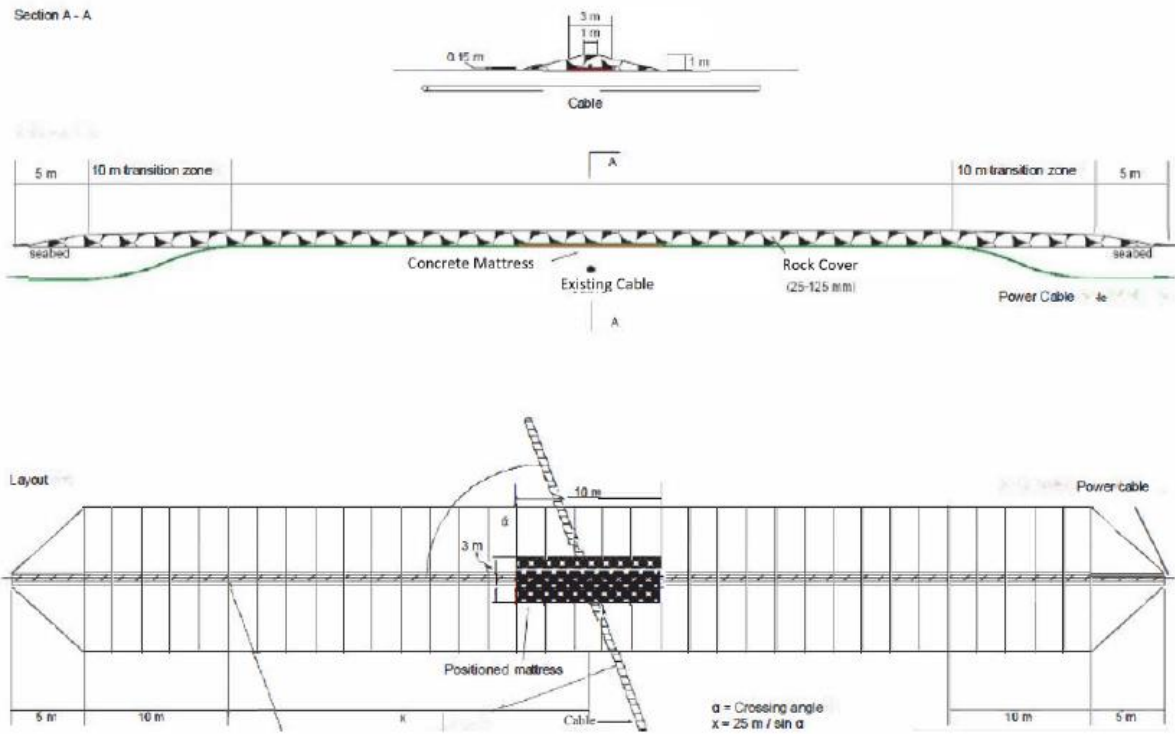 Section A - A
3 m
1 m
0.15 m
1 m
Cable
5 m
10 m transition zone
A
10 m transition zone
5 m
seabed
Concrete Mattress
Rock Cover
seabed
Existing Cable
(25-125 mm)
Power Cable
A
Layout
10 m
Power cable
α
3 m
Positioned mattress
5 m
10 m
x
Cable
α = Crossing angle
x = 25 m / sin α
10 m
5 m